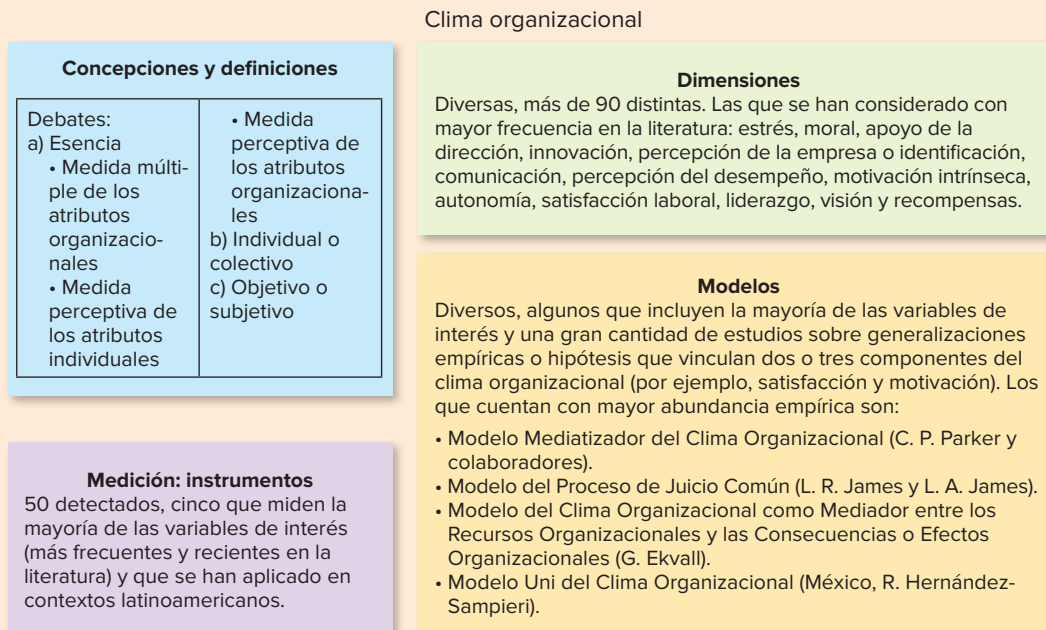 Clima organizacional
Concepciones y definiciones
Debates:
a) Esencia
• Medida múlti-
ple de los
atributos
organizacio-
nales
• Medida
perceptiva de
los atributos
individuales
• Medida
perceptiva de
los atributos
organizaciona-
les
b) Individual o
colectivo
c) Objetivo o
subjetivo
Dimensiones
Diversas, más de 90 distintas. Las que se han considerado con
mayor frecuencia en la literatura: estrés, moral, apoyo de la
dirección, innovación, percepción de la empresa o identificación,
comunicación, percepción del desempeño, motivación intrínseca,
autonomía, satisfacción laboral, liderazgo, visión y recompensas.
Medición: instrumentos
50 detectados, cinco que miden la
mayoría de las variables de interés
(más frecuentes y recientes en la
literatura) y que se han aplicado en
contextos latinoamericanos.
Modelos
Diversos, algunos que incluyen la mayoría de las variables de
interés y una gran cantidad de estudios sobre generalizaciones
empíricas o hipótesis que vinculan dos o tres componentes del
clima organizacional (por ejemplo, satisfacción y motivación). Los
que cuentan con mayor abundancia empírica son:
• Modelo Mediatizador del Clima Organizacional (C. P. Parker y
colaboradores).
• Modelo del Proceso de Juicio Común (L. R. James y L. A. James).
• Modelo del Clima Organizacional como Mediador entre los
Recursos Organizacionales y las Consecuencias o Efectos
Organizacionales (G. Ekvall).
• Modelo Uni del Clima Organizacional (México, R. Hernández-
Sampieri).